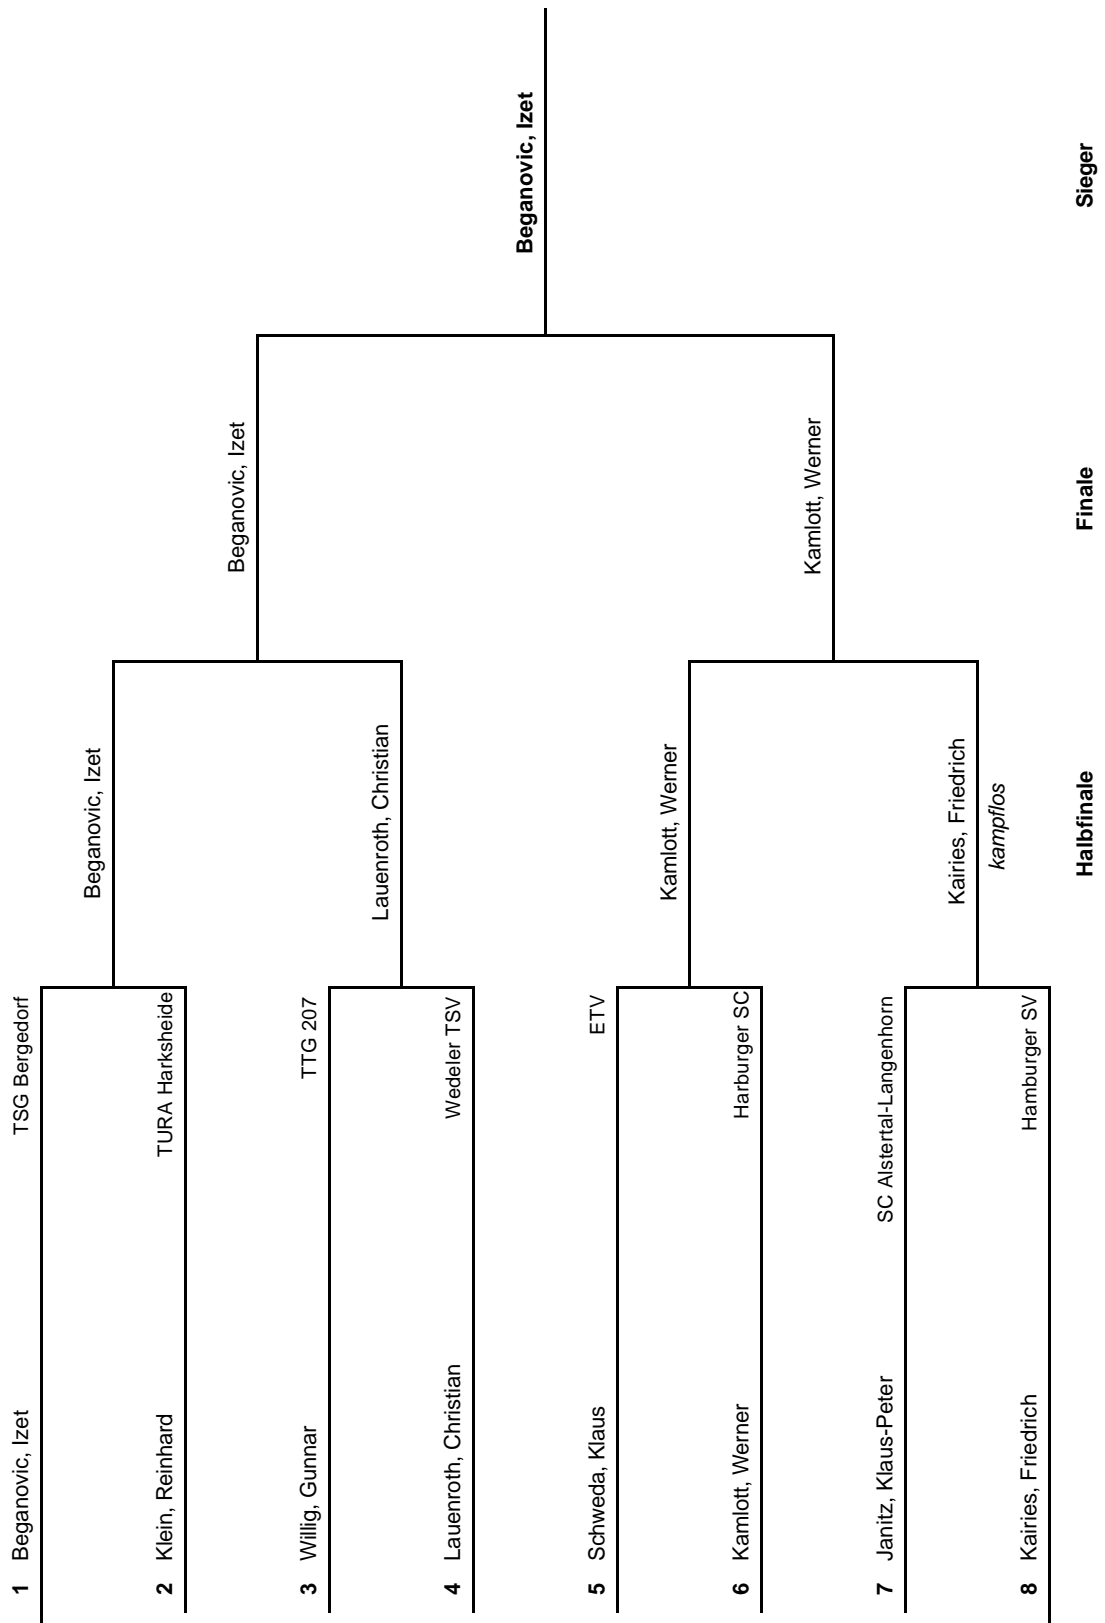 1 Beganovic, Izet TSG Bergedorf
Beganovic, Izet
2 Klein, Reinhard TURA Harksheide
Beganovic, Izet
3 Willig, Gunnar TTG 207
Lauenroth, Christian
4 Lauenroth, Christian Wedeler TSV
Beganovic, Izet
5 Schweda, Klaus ETV
Kamlott, Werner
6 Kamlott, Werner Harburger SC
Kamlott, Werner
7 Janitz, Klaus-Peter SC Alstertal-Langenhorn
Kairies, Friedrich
kampflos
8 Kairies, Friedrich Hamburger SV
Halbfinale Finale Sieger